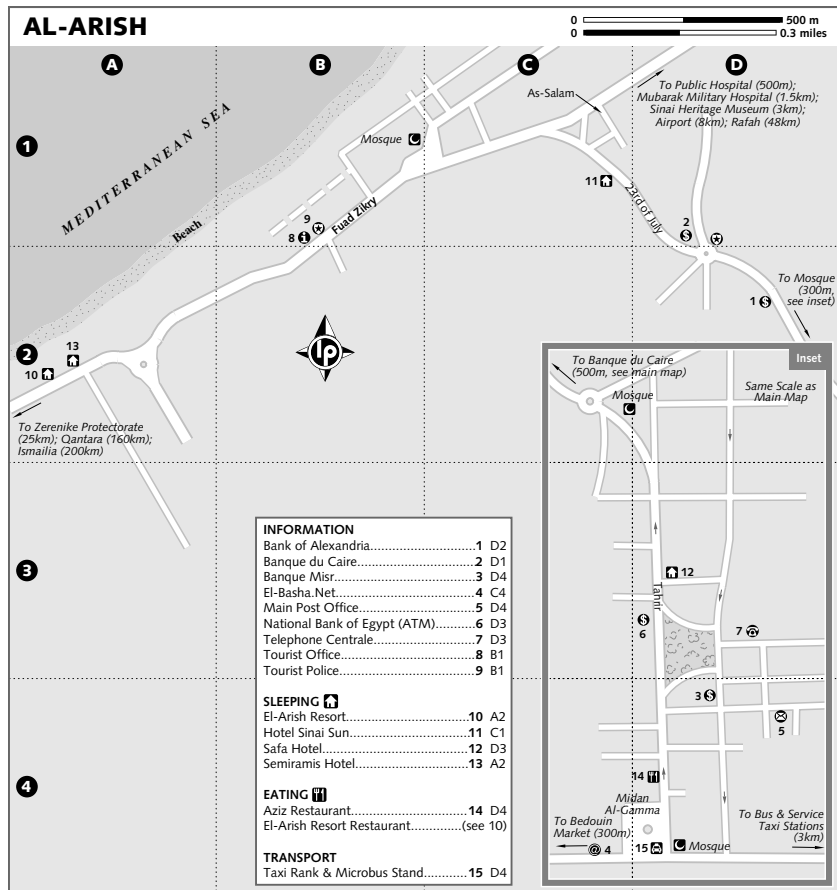 AL-ARISH
0 500 m
0 0.3 miles
A
B
C
D
1
2
3
4
MEDITERRANEAN SEA
Beach
Mosque
As-Salam
To Public Hospital (500m);
Mubarak Military Hospital (1.5km);
Sinai Heritage Museum (3km);
Airport (8km); Rafah (48km)
11
23rd of July
9
8
Fuad Zikry
2
To Mosque
(300m,
see inset)
1
13
10
lp
To Zerenike Protectorate
(25km); Qantara (160km);
Ismailia (200km)
Inset
To Banque du Caire
(500m, see main map)
Mosque
Same Scale as
Main Map
12
Tahrir
6
7
3
5
14
Midan
Al-Gamma
To Bedouin
Market (300m)
4
15
Mosque
To Bus & Service
Taxi Stations
(3km)
INFORMATION
Bank of Alexandria............................1 D2
Banque du Caire................................2 D1
Banque Misr.....................................3 D4
El-Basha.Net.....................................4 C4
Main Post Office................................5 D4
National Bank of Egypt (ATM)...........6 D3
Telephone Centrale...........................7 D3
Tourist Office....................................8 B1
Tourist Police....................................9 B1
SLEEPING
El-Arish Resort.................................10 A2
Hotel Sinai Sun................................11 C1
Safa Hotel........................................12 D3
Semiramis Hotel..............................13 A2
EATING
Aziz Restaurant................................14 D4
El-Arish Resort Restaurant..............(see 10)
TRANSPORT
Taxi Rank & Microbus Stand............15 D4